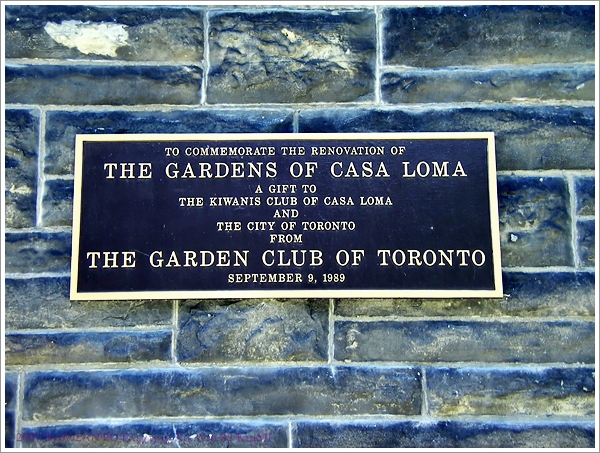 TO COMMEMORATE THE RENOVATION OF
THE GARDENS OF CASA LOMA
A GIFT TO
THE KIWANIS CLUB OF CASA LOMA
AND
THE CITY OF TORONTO
FROM
THE GARDEN CLUB OF TORONTO
SEPTEMBER 9, 1989